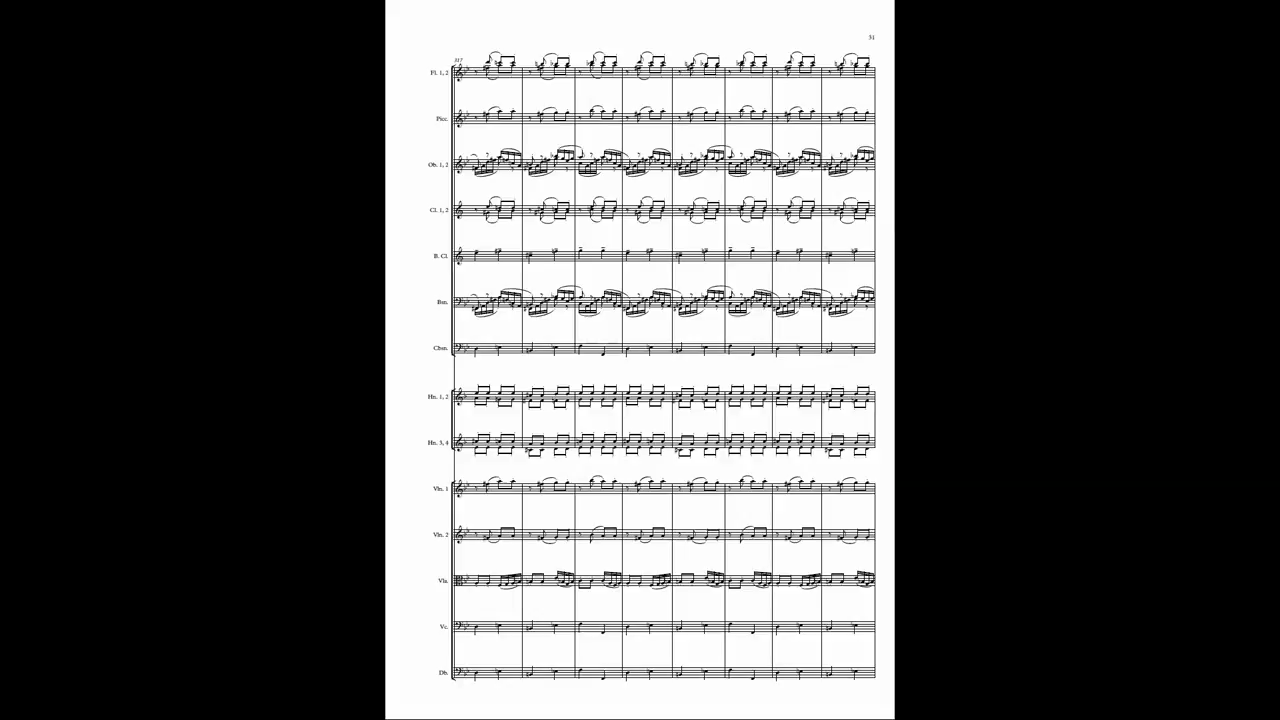 31
317
Fl. 1, 2
Picc.
Ob. 1, 2
Cl. 1, 2
B. Cl.
Bsn.
Cbsn.
Hn. 1, 2
Hn. 3, 4
Vln. 1
Vln. 2
Vla.
Vc.
Db.